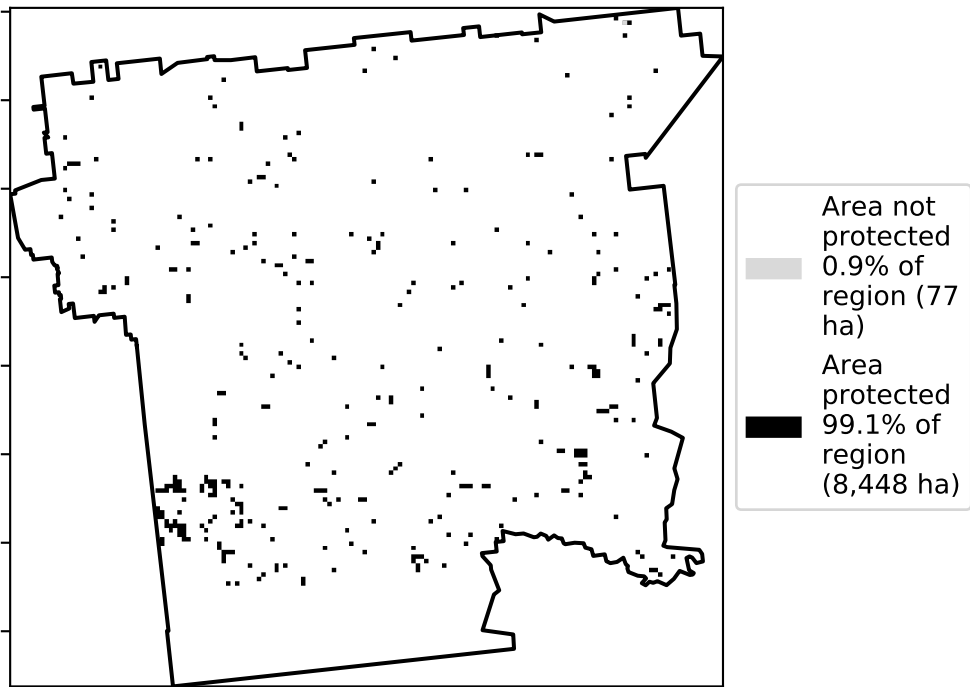 Area not
protected
0.9% of
region (77
ha)
Area
protected
99.1% of
region
(8,448 ha)